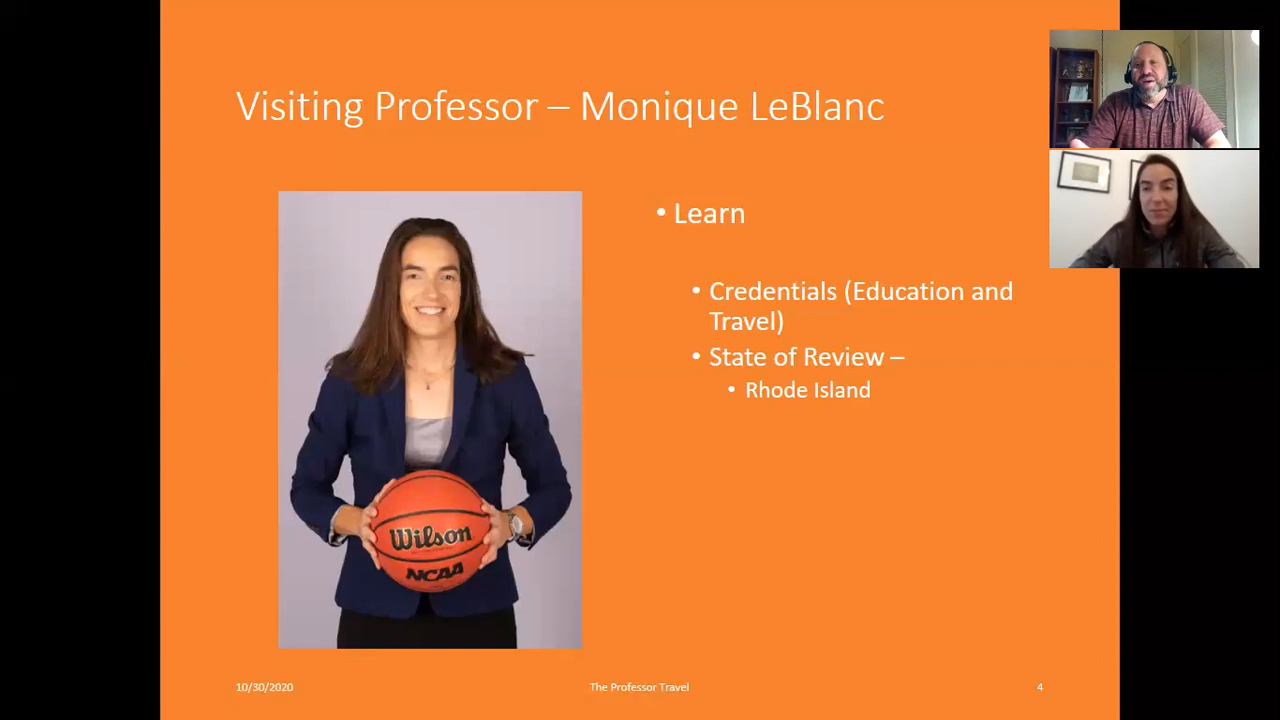 Visiting Professor – Monique LeBlanc
• Learn
• Credentials (Education and
Travel)
• State of Review –
• Rhode Island
Wilson
NCAA
10/30/2020
The Professor Travel
4